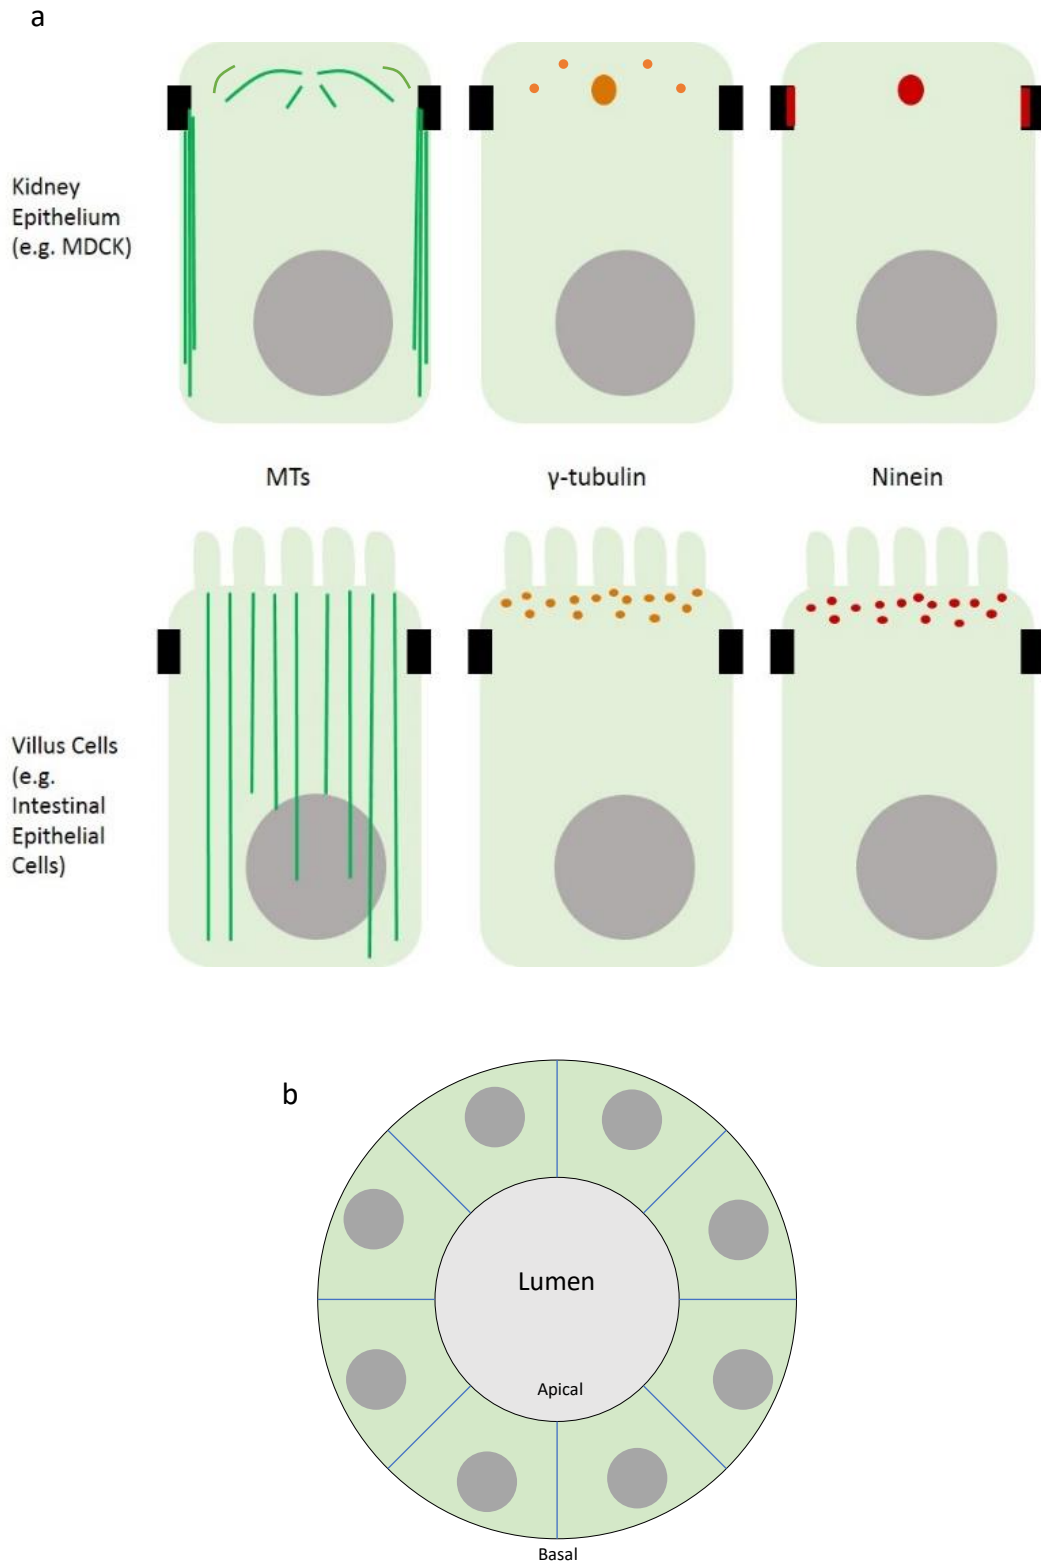 a
Kidney
Epithelium
(e.g. MDCK)
MTs
γ-tubulin
Ninein
Villus Cells
(e.g.
Intestinal
Epithelial
Cells)
b
Lumen
Apical
Basal